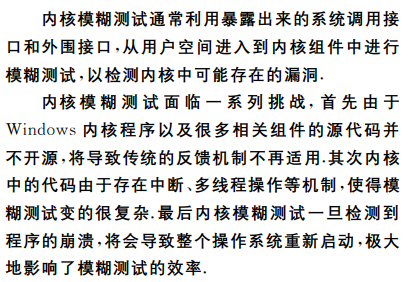 内核模糊测试通常利用暴露出来的系统调用接
口和外围接口,从用户空间进入到内核组件中进行
模糊测试,以检测内核中可能存在的漏洞.
内核模糊测试面临一系列挑战,首先由于
Windows 内核程序以及很多相关组件的源代码并
不开源,将导致传统的反馈机制不再适用.其次内核
中的代码由于存在中断、多线程操作等机制,使得模
糊测试变的很复杂.最后内核模糊测试一旦检测到
程序的崩溃,将会导致整个操作系统重新启动,极大
地影响了模糊测试的效率.